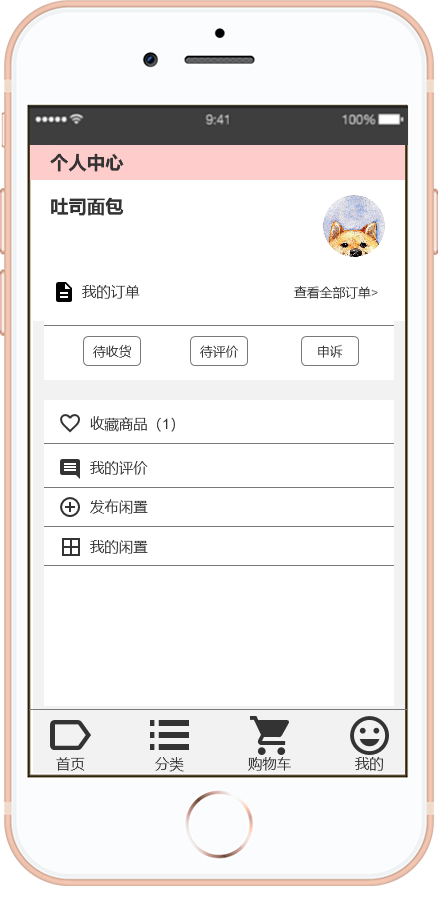 9:41 100%
个人中心
吐司面包
我的订单 查看全部订单>
待收货 待评价 申诉
收藏商品（1）
我的评价
发布闲置
我的闲置
首页 分类 购物车 我的